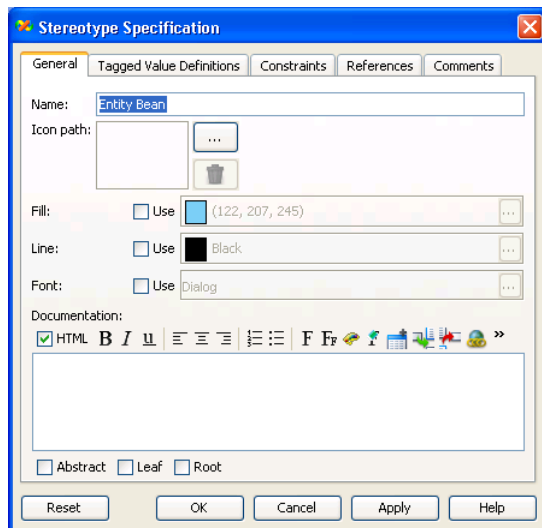 Stereotype Specification
General Tagged Value Definitions Constraints References Comments
Name: Entity Bean
Icon path: ...
Fill: Use (122, 207, 245) ...
Line: Use Black ...
Font: Use Dialog ...
Documentation:
HTML B I u F FF »
Abstract Leaf Root
Reset OK Cancel Apply Help